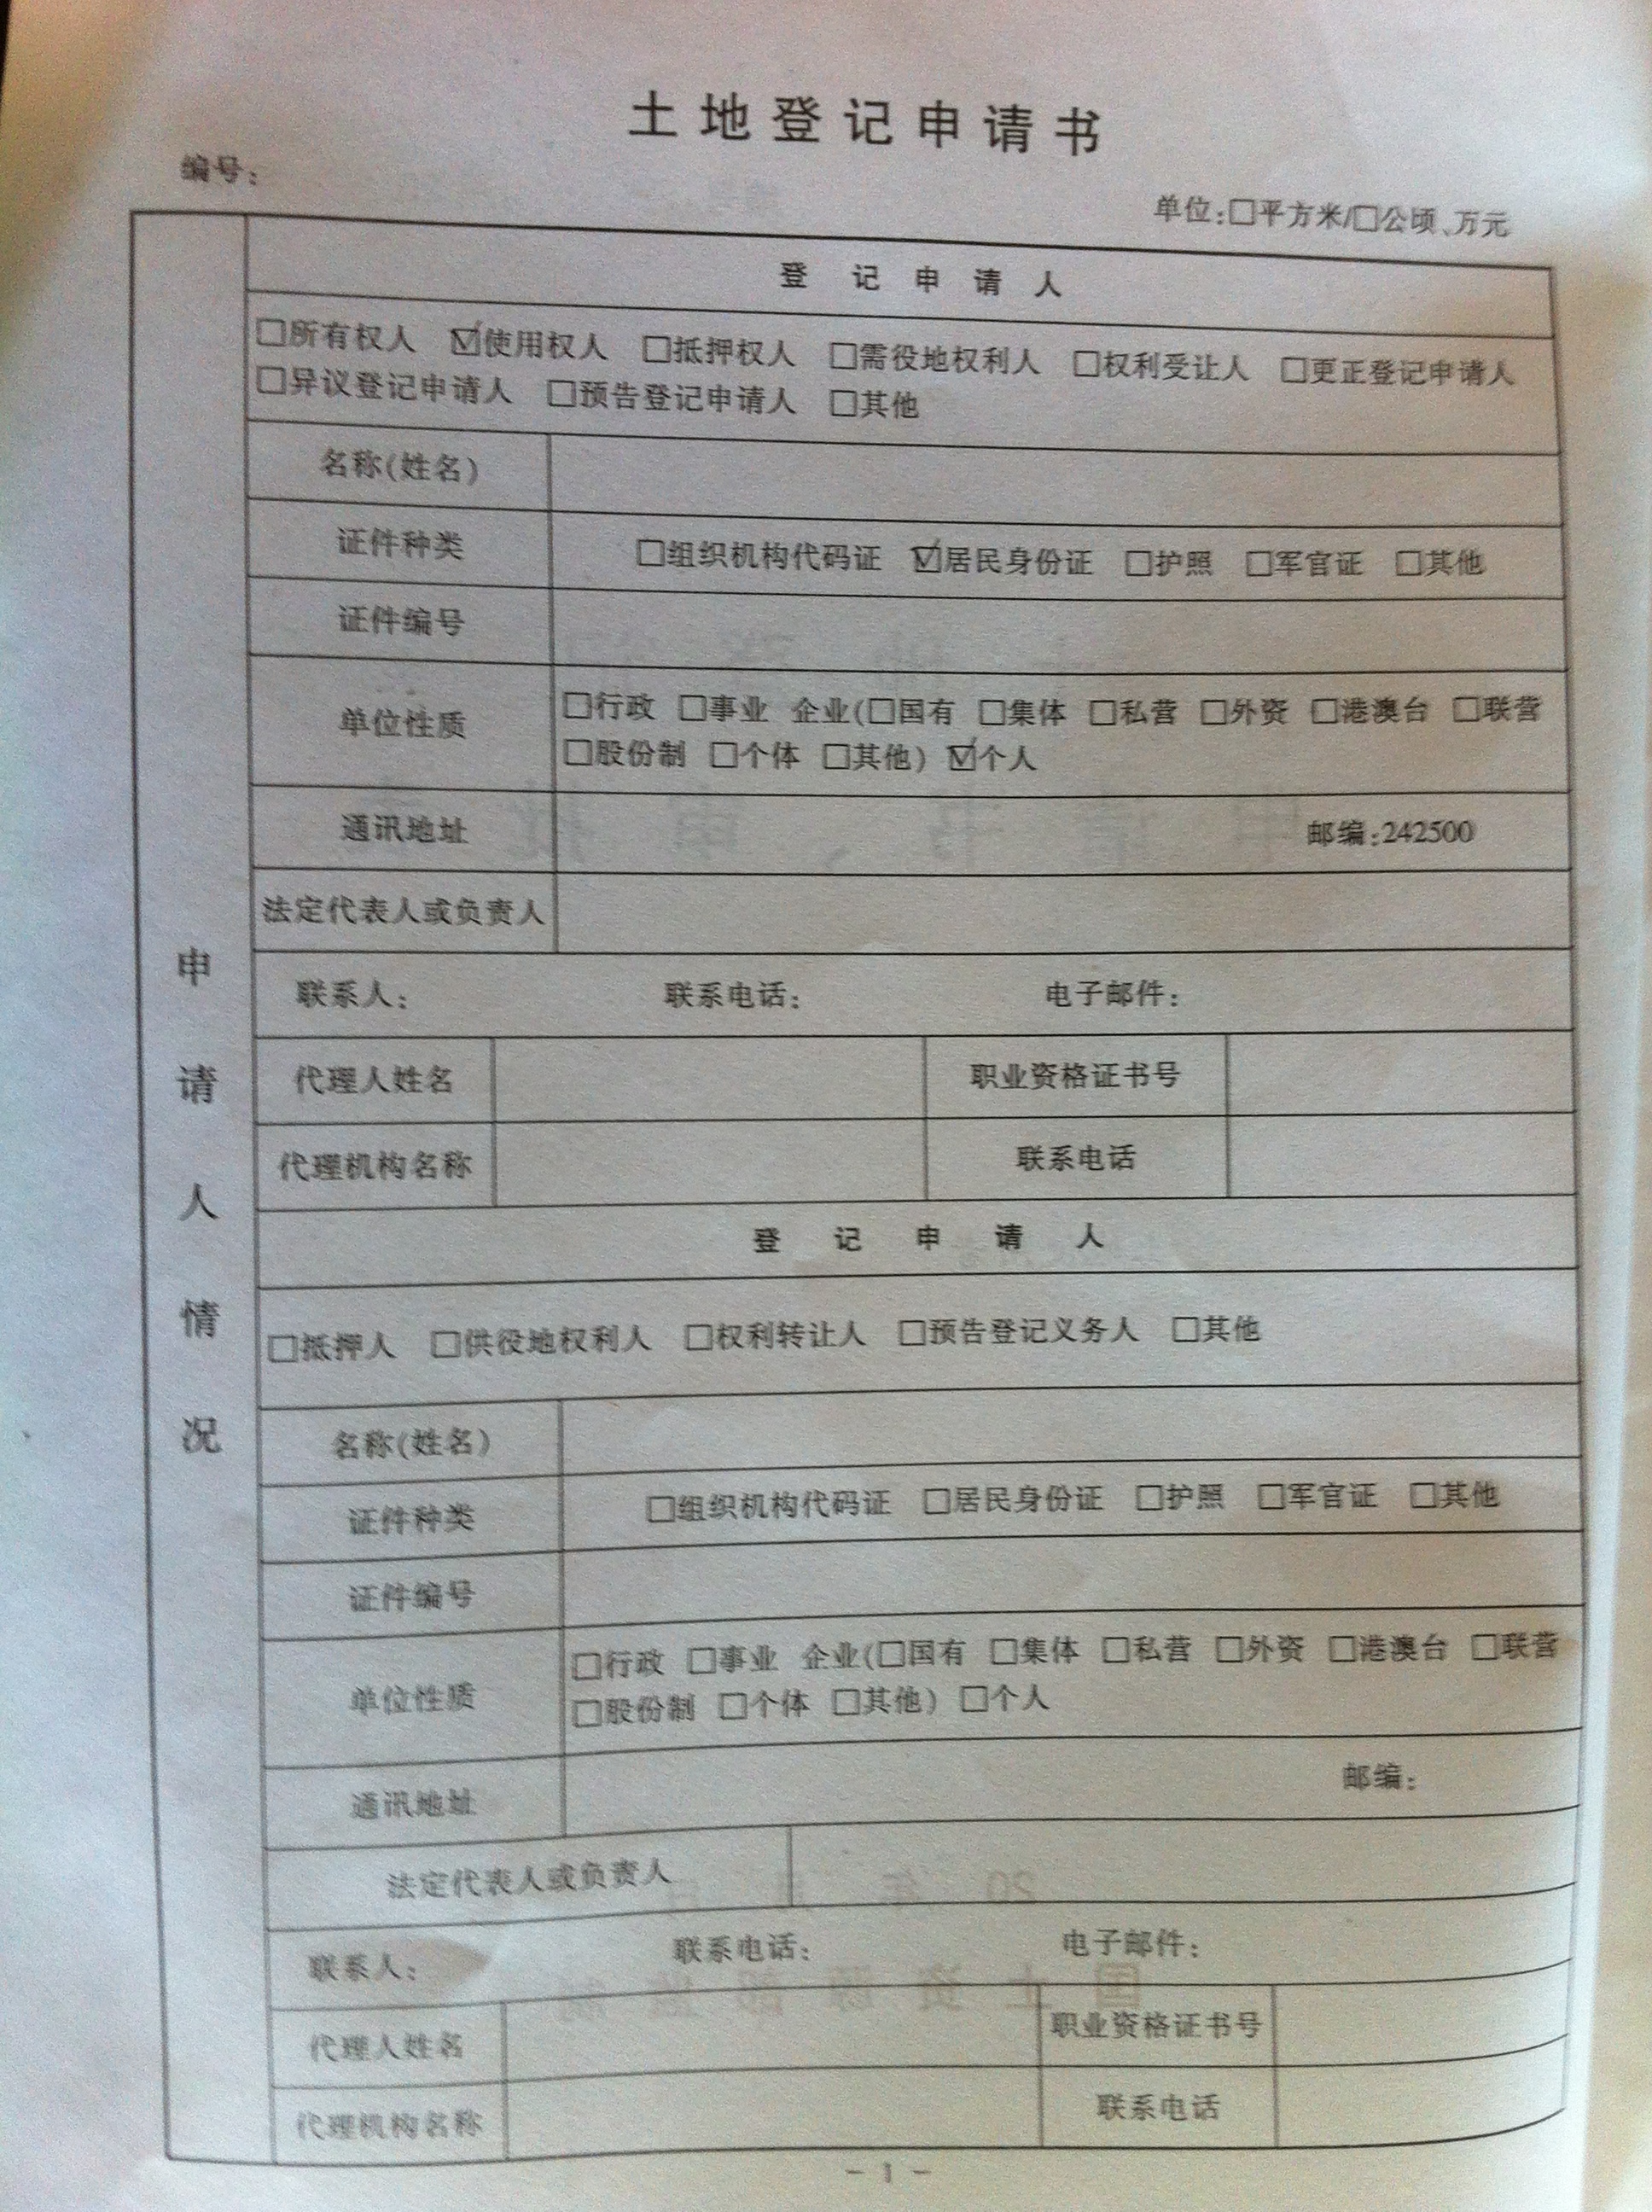 土地登记申请书
编号：
单位：□平方米/□公顷、万元
申请人情况
登记申请人
□所有权人 ☑使用权人 □抵押权人 □需役地权利人 □权利受让人 □更正登记申请人
□异议登记申请人 □预告登记申请人 □其他
名称(姓名)
证件种类 □组织机构代码证 ☑居民身份证 □护照 □军官证 □其他
证件编号
单位性质 □行政 □事业 企业(□国有 □集体 □私营 □外资 □港澳台 □联营
□股份制 □个体 □其他) ☑个人
通讯地址 邮编：242500
法定代表人或负责人
联系人： 联系电话： 电子邮件：
代理人姓名 职业资格证书号
代理机构名称 联系电话
登记申请人
□抵押人 □供役地权利人 □权利转让人 □预告登记义务人 □其他
名称(姓名)
证件种类 □组织机构代码证 □居民身份证 □护照 □军官证 □其他
证件编号
单位性质 □行政 □事业 企业(□国有 □集体 □私营 □外资 □港澳台 □联营
□股份制 □个体 □其他) □个人
通讯地址 邮编：
法定代表人或负责人
联系人： 联系电话： 电子邮件：
代理人姓名 职业资格证书号
代理机构名称 联系电话
- 1 -